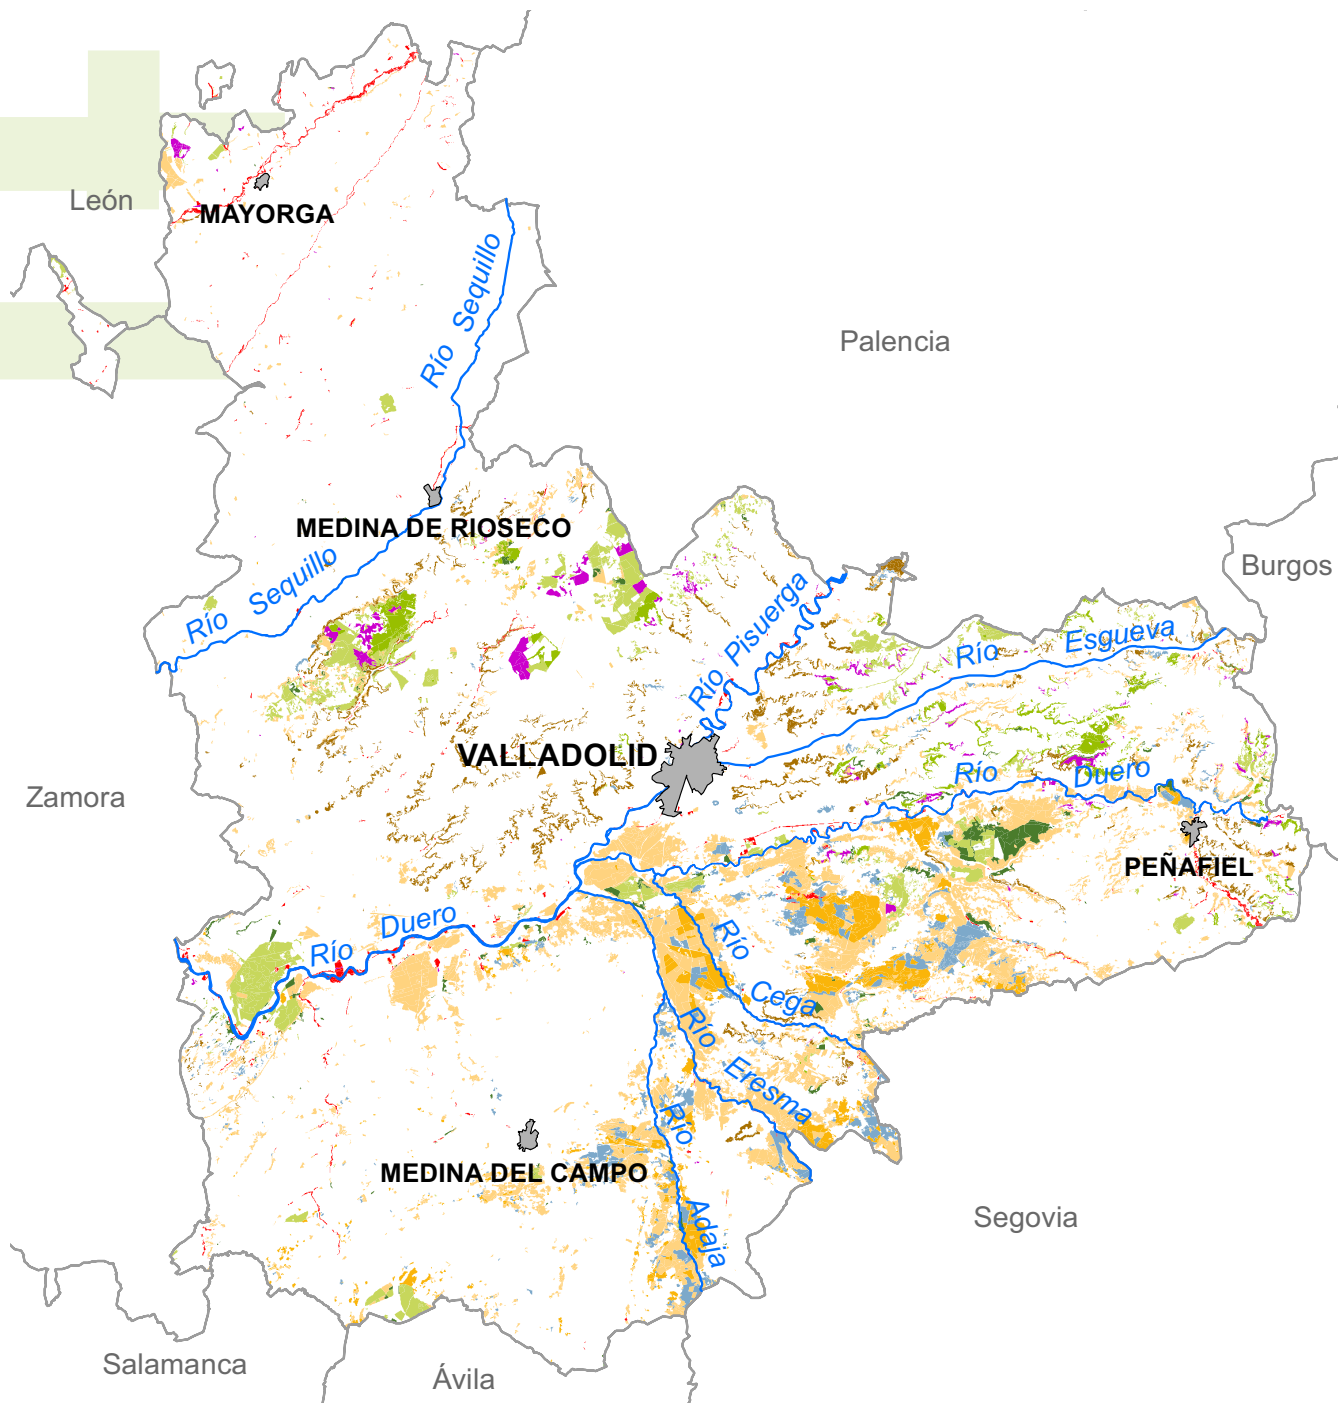 León
MAYORGA
Río Sequillo
Palencia
MEDINA DE RIOSECO
Burgos
Río Sequillo
Río Pisuerga
Río Esgueva
VALLADOLID
Río Duero
Zamora
PEÑAFIEL
Río Duero
Río Cega
Río Eresma
Río Adaja
MEDINA DEL CAMPO
Segovia
Salamanca
Ávila